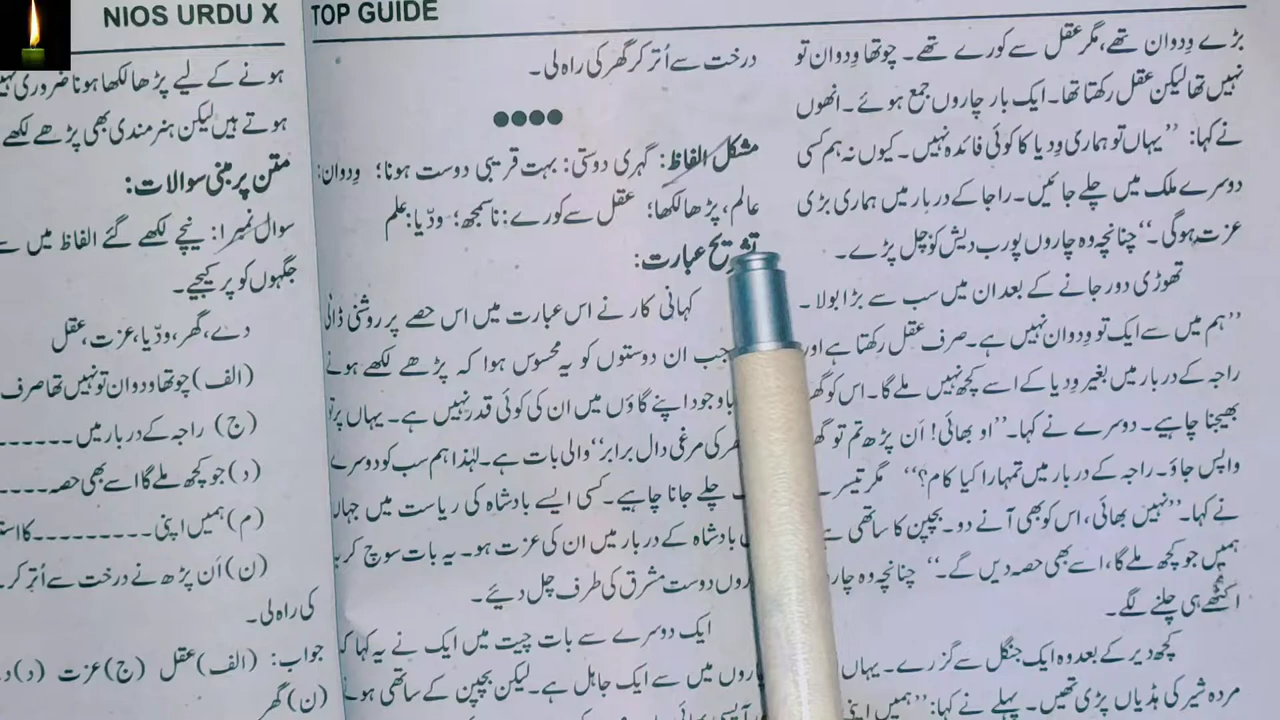 NIOS URDU X
TOP GUIDE
بڑے وِدوان تھے، مگر عقل سے کورے تھے۔ چوتھا وِدوان تو
نہیں تھا لیکن عقل رکھتا تھا۔ ایک بار چاروں جمع ہوئے۔ انھوں
نے کہا: ’’یہاں تو ہماری وِدیا کا کوئی فائدہ نہیں۔ کیوں نہ ہم کسی
دوسرے ملک میں چلے جائیں۔ راجا کے دربار میں ہماری بڑی
عزت ہوگی۔‘‘ چنانچہ وہ چاروں پورب دیش کو چل پڑے۔
تھوڑی دور جانے کے بعد ان میں سب سے بڑا بولا۔
’’ہم میں سے ایک تو وِدوان نہیں ہے۔ صرف عقل رکھتا ہے اور
راجہ کے دربار میں بغیر وِدیا کے اسے کچھ نہیں ملے گا۔ اس کو گھر
بھیجنا چاہیے۔ دوسرے نے کہا۔ ’’او بھائی! اَن پڑھ تم تو
واپس جاؤ۔ راجہ کے دربار میں تمہارا کیا کام؟‘‘ مگر تیسرے
نے کہا۔ ’’نہیں بھائی، اس کو بھی آنے دو۔ بچپن کا ساتھی ہے
ہمیں جو کچھ ملے گا، اسے بھی حصہ دیں گے۔‘‘ چنانچہ وہ
اکٹھے ہی چلنے لگے۔
کچھ دیر کے بعد وہ ایک جنگل سے گزرے۔ یہاں
مردہ شیر کی ہڈیاں پڑی تھیں۔ پہلے نے کہا: ’’ہمیں اپنی
درخت سے اُتر کر گھر کی راہ لی۔
مشکل الفاظ: گہری دوستی: بہت قریبی دوست ہونا؛ وِدوان:
عالم، پڑھا لکھا؛ عقل سے کورے: ناسمجھ؛ ودّیا: علم
تشریح عبارت:
کہانی کار نے اس عبارت میں اس حصے پر روشنی ڈالی
جب ان دوستوں کو یہ محسوس ہوا کہ پڑھے لکھے ہونے
باوجود اپنے گاؤں میں ان کی کوئی قدر نہیں ہے۔ یہاں پر تو
کی مرغی دال برابر‘‘ والی بات ہے۔ لہٰذا ہم سب کو دوسرے
چلے جانا چاہیے۔ کسی ایسے بادشاہ کی ریاست میں جہاں
بادشاہ کے دربار میں ان کی عزت ہو۔ یہ بات سوچ کر
دوست مشرق کی طرف چل دیئے۔
ایک دوسرے سے بات چیت میں ایک نے یہ کہا کہ
میں سے ایک جاہل ہے۔ لیکن بچپن کے ساتھی ہونے
ہونے کے لیے پڑھا لکھا ہونا ضروری نہیں
ہوتے ہیں لیکن ہنر مندی بھی پڑھے لکھے
متن پر مبنی سوالات:
سوال نمبر ۱: نیچے لکھے گئے الفاظ میں سے
جگہوں کو پر کیجیے۔
دے، گھر، ودّیا، عزت، عقل
(الف) چوتھا ودوان تو نہیں تھا صرف
(ج) راجہ کے دربار میں ------
(د) جو کچھ ملے گا اسے بھی حصہ ----
(م) ہمیں اپنی --------- کا
(ن) اَن پڑھ نے درخت سے اُتر کر -
کی راہ لی۔
جواب: (الف) عقل (ج) عزت (د)
(ن) گھر